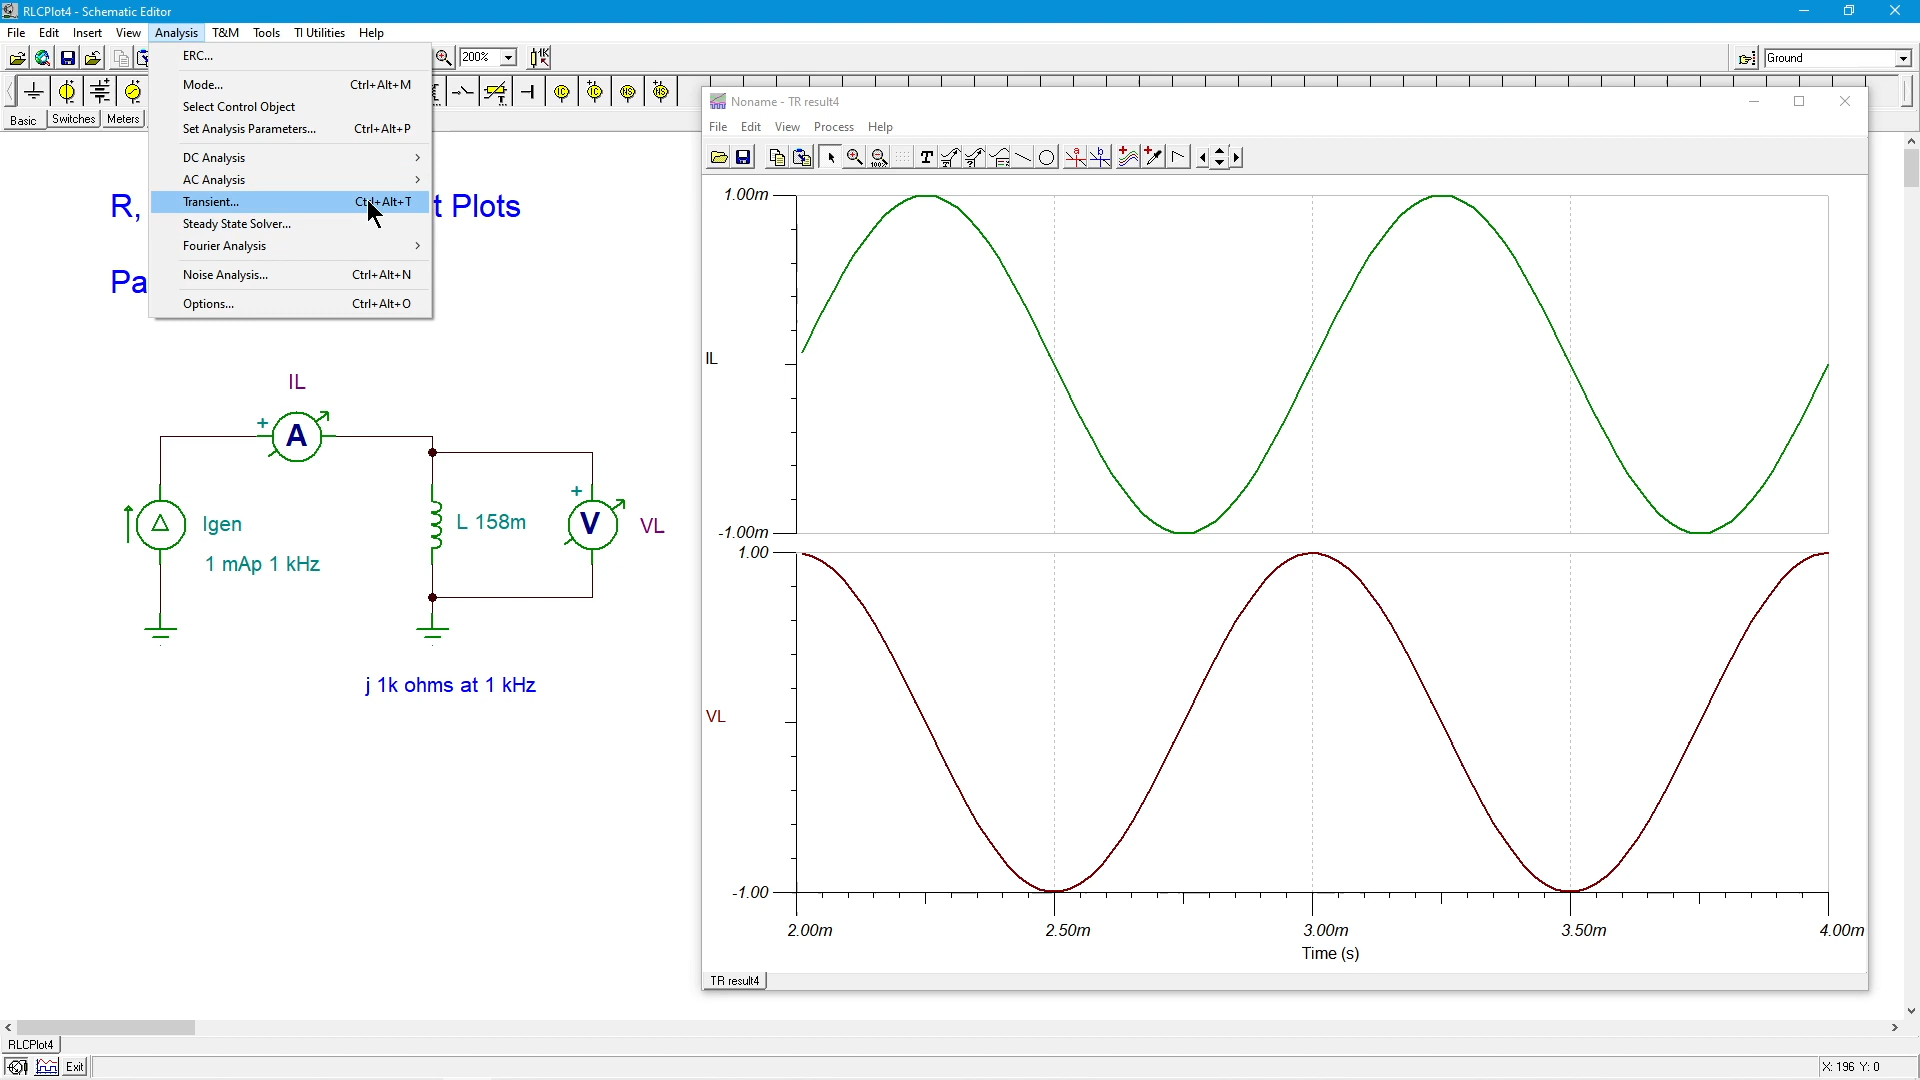 RLCPlot4 - Schematic Editor
File Edit Insert View Analysis T&M Tools TI Utilities Help
200%
Ground
Basic Switches Meters
ERC...
Mode... Ctrl+Alt+M
Select Control Object
Set Analysis Parameters... Ctrl+Alt+P
DC Analysis
AC Analysis
Transient... Ctrl+Alt+T
Steady State Solver...
Fourier Analysis
Noise Analysis... Ctrl+Alt+N
Options... Ctrl+Alt+O
R, t Plots
Pa
IL
+
A
Igen
1 mAp 1 kHz
L 158m
+
V
VL
j 1k ohms at 1 kHz
Noname - TR result4
File Edit View Process Help
100%
T
a
b
1.00m
IL
-1.00m
1.00
VL
-1.00
2.00m 2.50m 3.00m 3.50m 4.00m
Time (s)
TR result4
RLCPlot4
Exit
X: 196 Y: 0